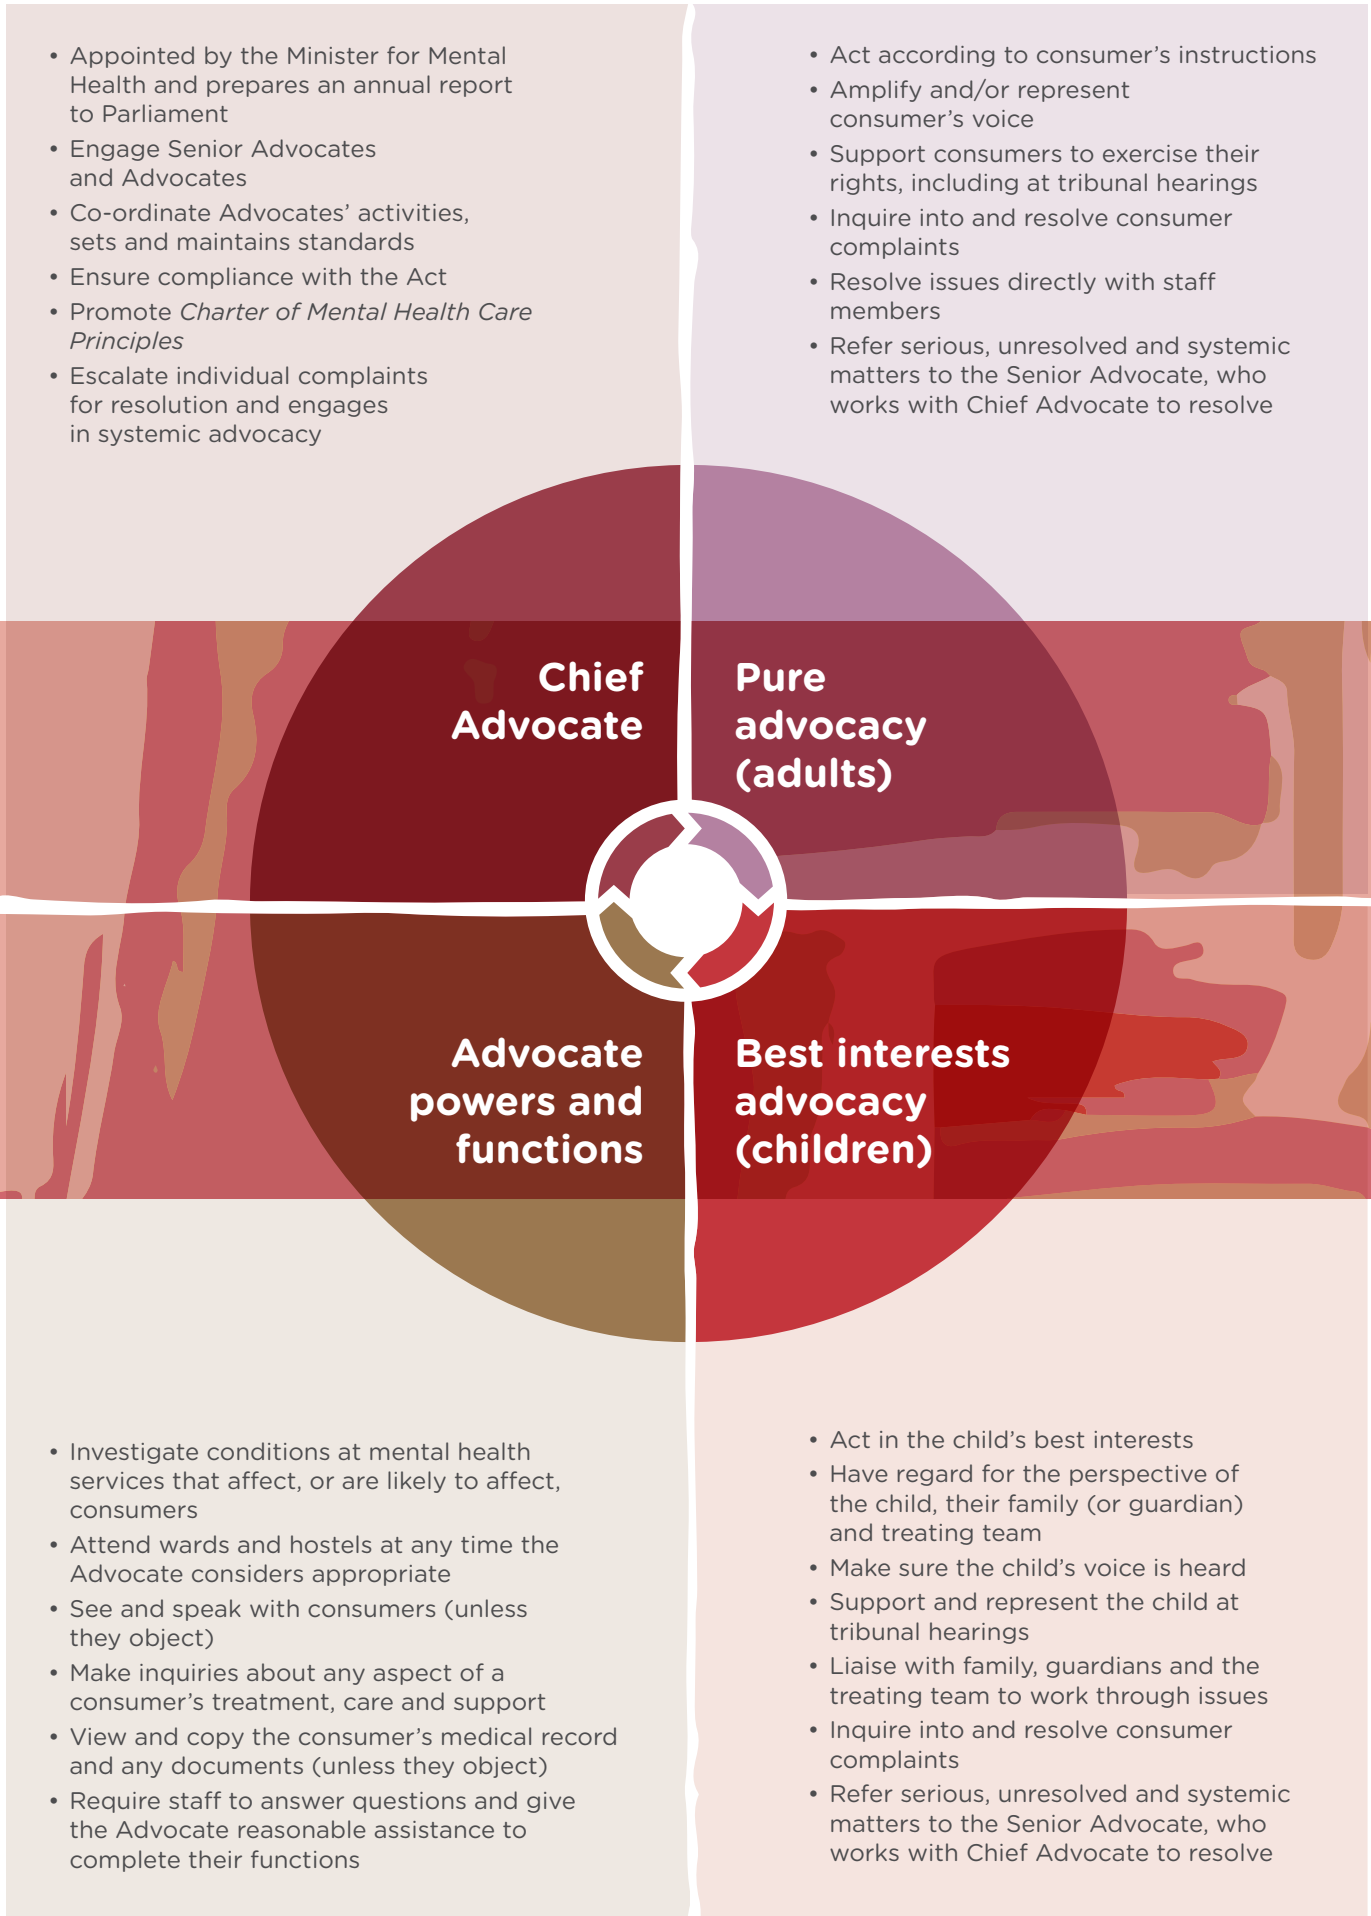 • Appointed by the Minister for Mental
Health and prepares an annual report
to Parliament
• Engage Senior Advocates
and Advocates
• Co-ordinate Advocates’ activities,
sets and maintains standards
• Ensure compliance with the Act
• Promote Charter of Mental Health Care
Principles
• Escalate individual complaints
for resolution and engages
in systemic advocacy
• Act according to consumer’s instructions
• Amplify and/or represent
consumer’s voice
• Support consumers to exercise their
rights, including at tribunal hearings
• Inquire into and resolve consumer
complaints
• Resolve issues directly with staff
members
• Refer serious, unresolved and systemic
matters to the Senior Advocate, who
works with Chief Advocate to resolve
Chief
Advocate
Pure
advocacy
(adults)
Advocate
powers and
functions
Best interests
advocacy
(children)
• Investigate conditions at mental health
services that affect, or are likely to affect,
consumers
• Attend wards and hostels at any time the
Advocate considers appropriate
• See and speak with consumers (unless
they object)
• Make inquiries about any aspect of a
consumer’s treatment, care and support
• View and copy the consumer’s medical record
and any documents (unless they object)
• Require staff to answer questions and give
the Advocate reasonable assistance to
complete their functions
• Act in the child’s best interests
• Have regard for the perspective of
the child, their family (or guardian)
and treating team
• Make sure the child’s voice is heard
• Support and represent the child at
tribunal hearings
• Liaise with family, guardians and the
treating team to work through issues
• Inquire into and resolve consumer
complaints
• Refer serious, unresolved and systemic
matters to the Senior Advocate, who
works with Chief Advocate to resolve